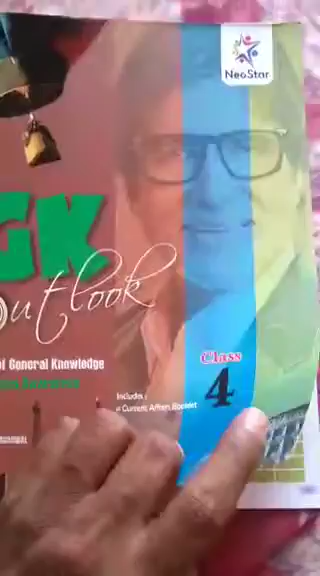 NeoStar
GK
outlook
of General Knowledge
Class
4
Includes :
a Current Affairs Booklet